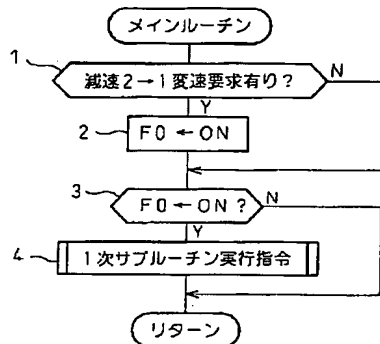 メインルーチン
1
減速2→1変速要求有り？
N
Y
2
F0←ON
3
F0←ON？
N
Y
4
1次サブルーチン実行指令
リターン